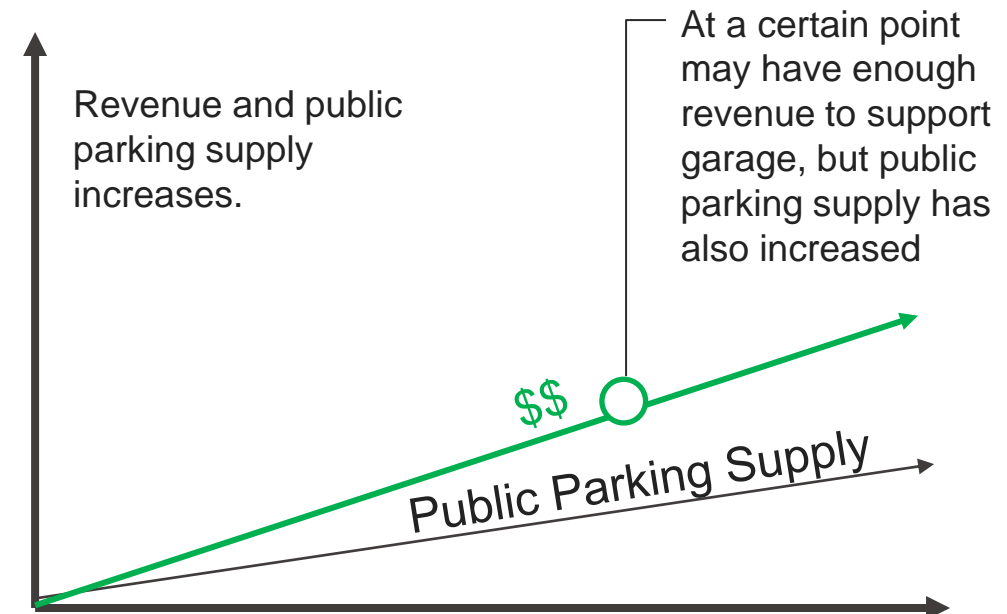 Revenue and public
parking supply
increases.
At a certain point
may have enough
revenue to support
garage, but public
parking supply has
also increased
$$
Public Parking Supply